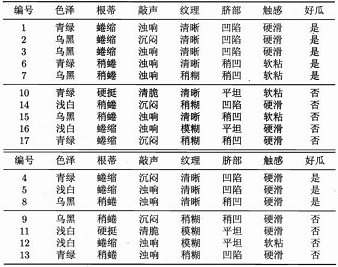 编号 色泽 根蒂 敲声 纹理 脐部 触感 好瓜
1 青绿 蜷缩 浊响 清晰 凹陷 硬滑 是
2 乌黑 蜷缩 沉闷 清晰 凹陷 硬滑 是
3 乌黑 蜷缩 浊响 清晰 凹陷 硬滑 是
6 青绿 稍蜷 浊响 清晰 稍凹 软粘 是
7 乌黑 稍蜷 浊响 稍糊 稍凹 软粘 是
10 青绿 硬挺 清脆 清晰 平坦 软粘 否
14 浅白 稍蜷 沉闷 稍糊 凹陷 硬滑 否
15 乌黑 稍蜷 浊响 清晰 稍凹 软粘 否
16 浅白 蜷缩 浊响 模糊 平坦 硬滑 否
17 青绿 蜷缩 沉闷 稍糊 稍凹 硬滑 否
编号 色泽 根蒂 敲声 纹理 脐部 触感 好瓜
4 青绿 蜷缩 沉闷 清晰 凹陷 硬滑 是
5 浅白 蜷缩 浊响 清晰 凹陷 硬滑 是
8 乌黑 稍蜷 浊响 清晰 稍凹 硬滑 是
9 乌黑 稍蜷 沉闷 稍糊 稍凹 硬滑 否
11 浅白 硬挺 清脆 模糊 平坦 硬滑 否
12 浅白 蜷缩 浊响 模糊 平坦 软粘 否
13 青绿 稍蜷 浊响 稍糊 凹陷 硬滑 否